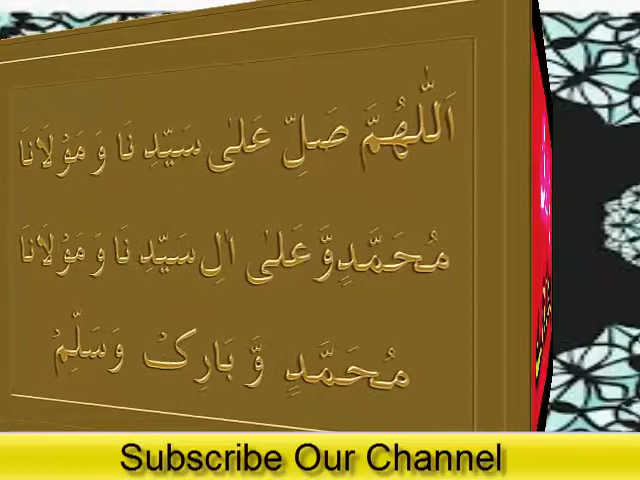 اَللّٰهُمَّ صَلِّ عَلٰى سَيِّدِ نَا وَ مَوْلَانَا
مُحَمَّدٍ وَّ عَلٰى اٰلِ سَيِّدِ نَا وَ مَوْلَانَا
مُحَمَّدٍ وَّ بَارِكْ وَسَلِّمْ
Subscribe Our Channel